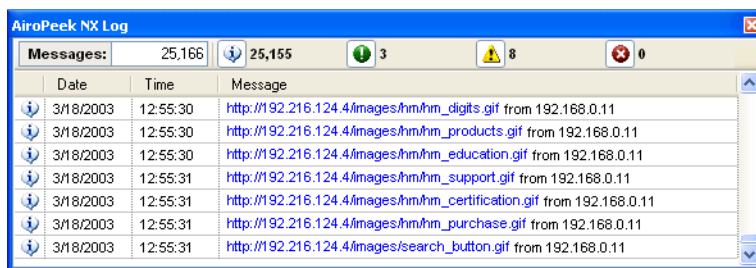 AiroPeek NX Log
Messages: 25,166 25,155 3 8 0
Date Time Message
3/18/2003 12:55:30 http://192.216.124.4/images/hm/hm_digits.gif from 192.168.0.11
3/18/2003 12:55:30 http://192.216.124.4/images/hm/hm_products.gif from 192.168.0.11
3/18/2003 12:55:30 http://192.216.124.4/images/hm/hm_education.gif from 192.168.0.11
3/18/2003 12:55:31 http://192.216.124.4/images/hm/hm_support.gif from 192.168.0.11
3/18/2003 12:55:31 http://192.216.124.4/images/hm/hm_certification.gif from 192.168.0.11
3/18/2003 12:55:31 http://192.216.124.4/images/hm/hm_purchase.gif from 192.168.0.11
3/18/2003 12:55:31 http://192.216.124.4/images/search_button.gif from 192.168.0.11